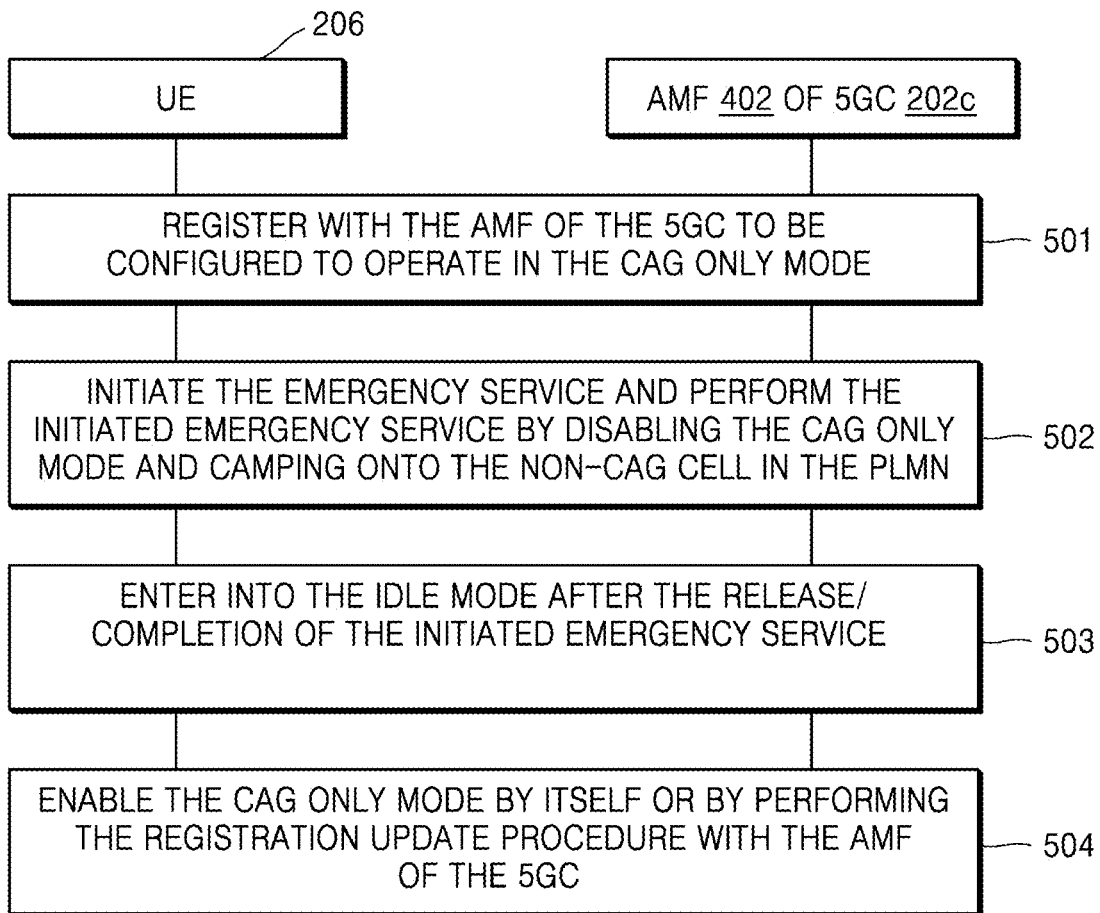 206
UE
AMF 402 OF 5GC 202c
REGISTER WITH THE AMF OF THE 5GC TO BE
CONFIGURED TO OPERATE IN THE CAG ONLY MODE
501
INITIATE THE EMERGENCY SERVICE AND PERFORM THE
INITIATED EMERGENCY SERVICE BY DISABLING THE CAG ONLY
MODE AND CAMPING ONTO THE NON-CAG CELL IN THE PLMN
502
ENTER INTO THE IDLE MODE AFTER THE RELEASE/
COMPLETION OF THE INITIATED EMERGENCY SERVICE
503
ENABLE THE CAG ONLY MODE BY ITSELF OR BY PERFORMING
THE REGISTRATION UPDATE PROCEDURE WITH THE AMF
OF THE 5GC
504